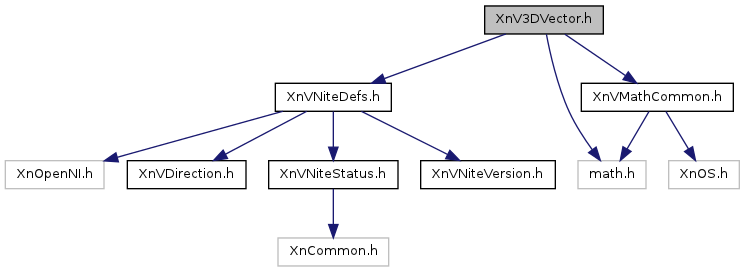 XnV3DVector.h
XnVNiteDefs.h
XnVMathCommon.h
XnOpenNI.h
XnVDirection.h
XnVNiteStatus.h
XnVNiteVersion.h
math.h
XnOS.h
XnCommon.h